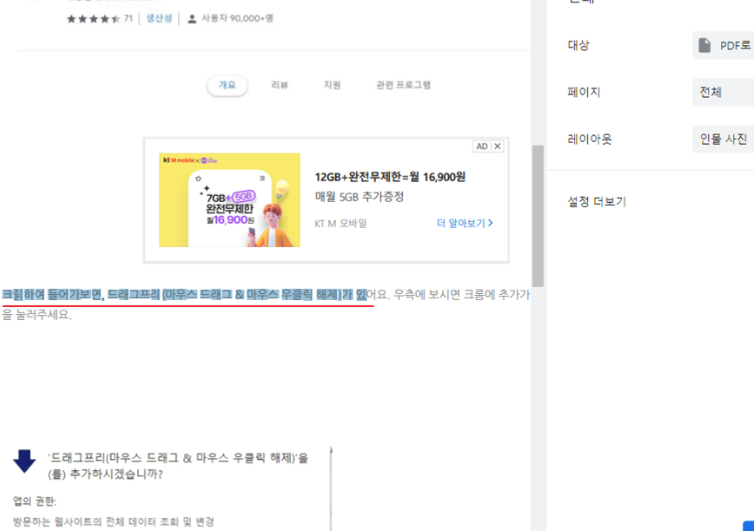 ★★★★★ 71 | 생산성 | 사용자 90,000+명
개요 리뷰 지원 관련 프로그램
AD X
kt M mobile
7GB+5GB
완전무제한
월16,900원
12GB+완전무제한=월 16,900원
매월 5GB 추가증정
KT M 모바일 더 알아보기 >
크릭하여 들어가보면, 드래그프리(마우스 드래그 & 마우스 우클릭 해제)가 있어요. 우측에 보시면 크롬에 추가가
을 눌러주세요.
'드래그프리(마우스 드래그 & 마우스 우클릭 해제)'을
(를) 추가하시겠습니까?
앱의 권한:
방문하는 웹사이트의 전체 데이터 조회 및 변경
대상 PDF로
페이지 전체
레이아웃 인물 사진
설정 더보기